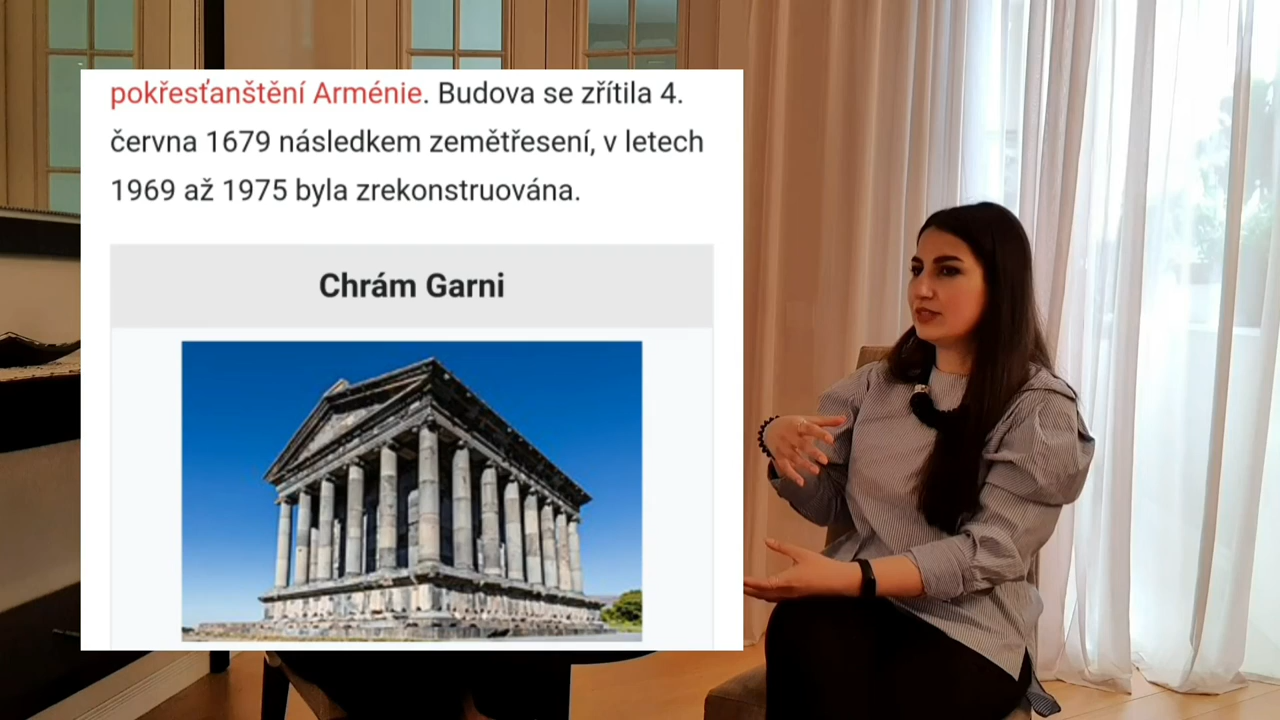 pokřesťanštění Arménie. Budova se zřítila 4.
června 1679 následkem zemětřesení, v letech
1969 až 1975 byla zrekonstruována.
Chrám Garni